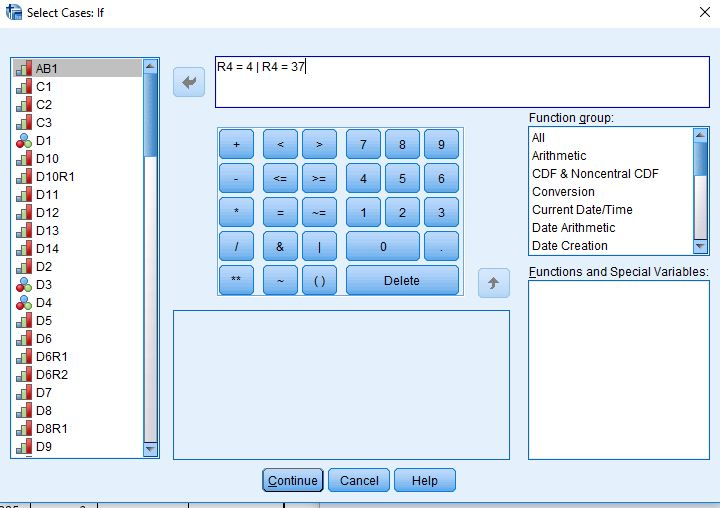 Select Cases: If
AB1
C1
C2
C3
D1
D10
D10R1
D11
D12
D13
D14
D2
D3
D4
D5
D6
D6R1
D6R2
D7
D8
D8R1
D9
R4 = 4 | R4 = 37
+ < > 7 8 9
- <= >= 4 5 6
* = ~= 1 2 3
/ & | 0 .
** ~ ( ) Delete
Function group:
All
Arithmetic
CDF & Noncentral CDF
Conversion
Current Date/Time
Date Arithmetic
Date Creation
Functions and Special Variables:
Continue Cancel Help